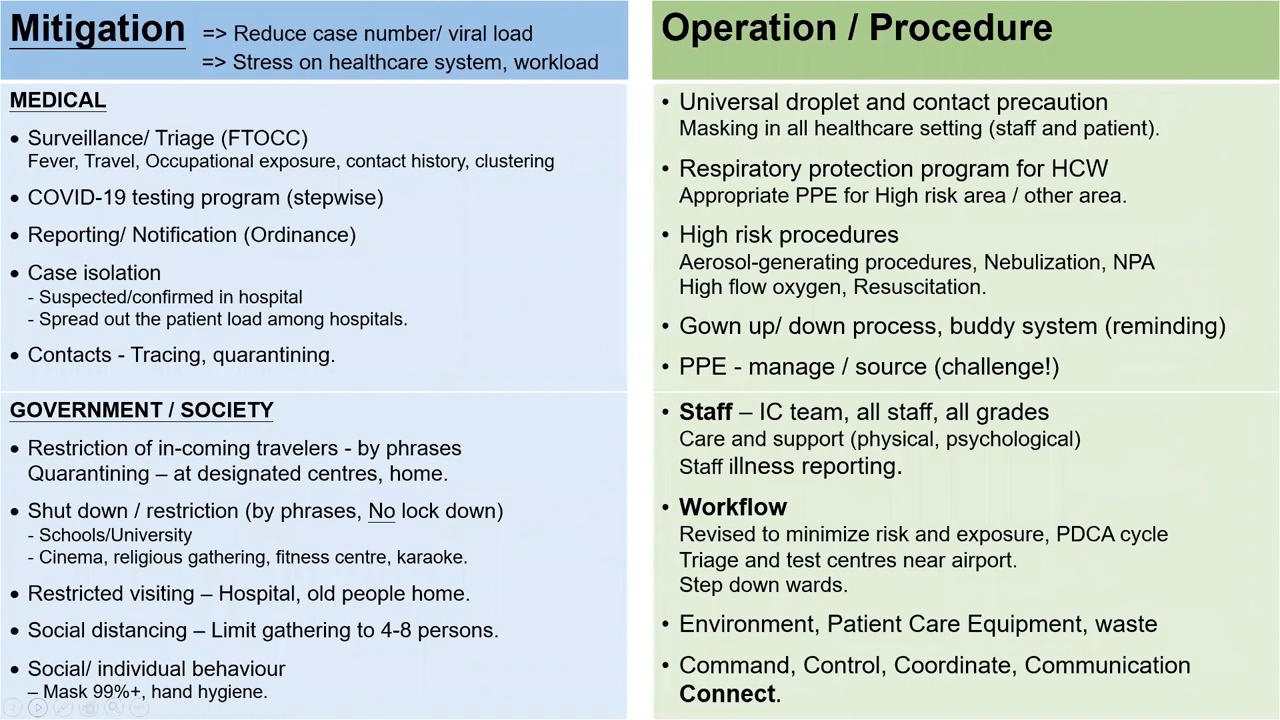 Mitigation => Reduce case number/ viral load
=> Stress on healthcare system, workload
MEDICAL
• Surveillance/ Triage (FTOCC)
Fever, Travel, Occupational exposure, contact history, clustering
• COVID-19 testing program (stepwise)
• Reporting/ Notification (Ordinance)
• Case isolation
- Suspected/confirmed in hospital
- Spread out the patient load among hospitals.
• Contacts - Tracing, quarantining.
GOVERNMENT / SOCIETY
• Restriction of in-coming travelers - by phrases
Quarantining – at designated centres, home.
• Shut down / restriction (by phrases, No lock down)
- Schools/University
- Cinema, religious gathering, fitness centre, karaoke.
• Restricted visiting – Hospital, old people home.
• Social distancing – Limit gathering to 4-8 persons.
• Social/ individual behaviour
– Mask 99%+, hand hygiene.
Operation / Procedure
• Universal droplet and contact precaution
Masking in all healthcare setting (staff and patient).
• Respiratory protection program for HCW
Appropriate PPE for High risk area / other area.
• High risk procedures
Aerosol-generating procedures, Nebulization, NPA
High flow oxygen, Resuscitation.
• Gown up/ down process, buddy system (reminding)
• PPE - manage / source (challenge!)
• Staff – IC team, all staff, all grades
Care and support (physical, psychological)
Staff illness reporting.
• Workflow
Revised to minimize risk and exposure, PDCA cycle
Triage and test centres near airport.
Step down wards.
• Environment, Patient Care Equipment, waste
• Command, Control, Coordinate, Communication
Connect.